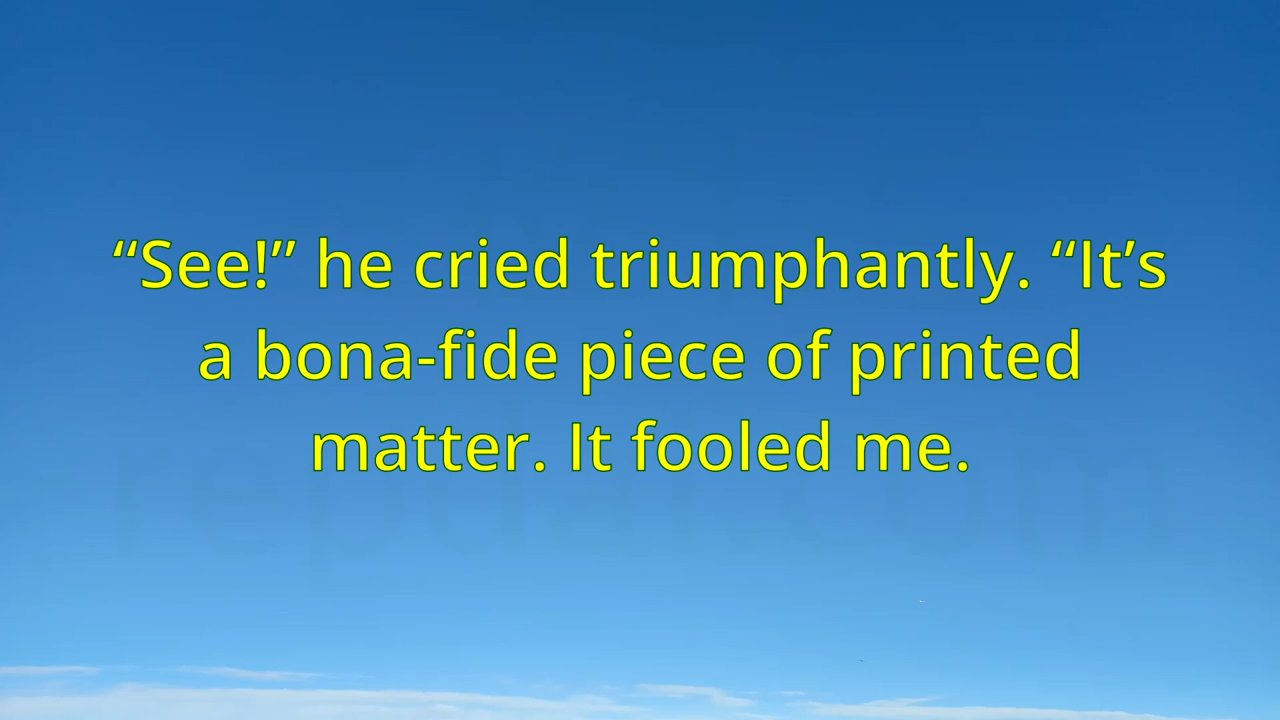 “See!” he cried triumphantly. “It’s
a bona-fide piece of printed
matter. It fooled me.